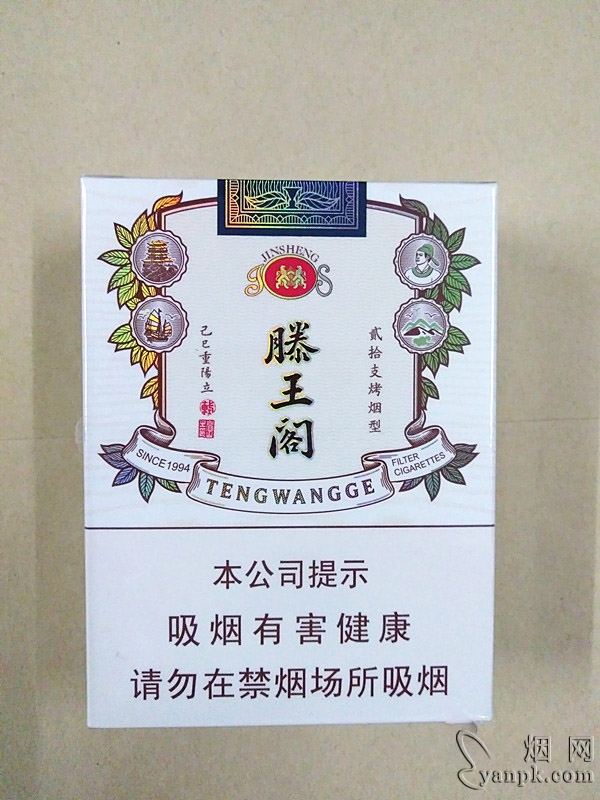 JINSHENG
JS
滕王阁
己巳重陽立
贰拾支烤烟型
SINCE1994
TENGWANGGE
FILTER
CIGARETTES
本公司提示
吸烟有害健康
请勿在禁烟场所吸烟
烟网
yanpk.com